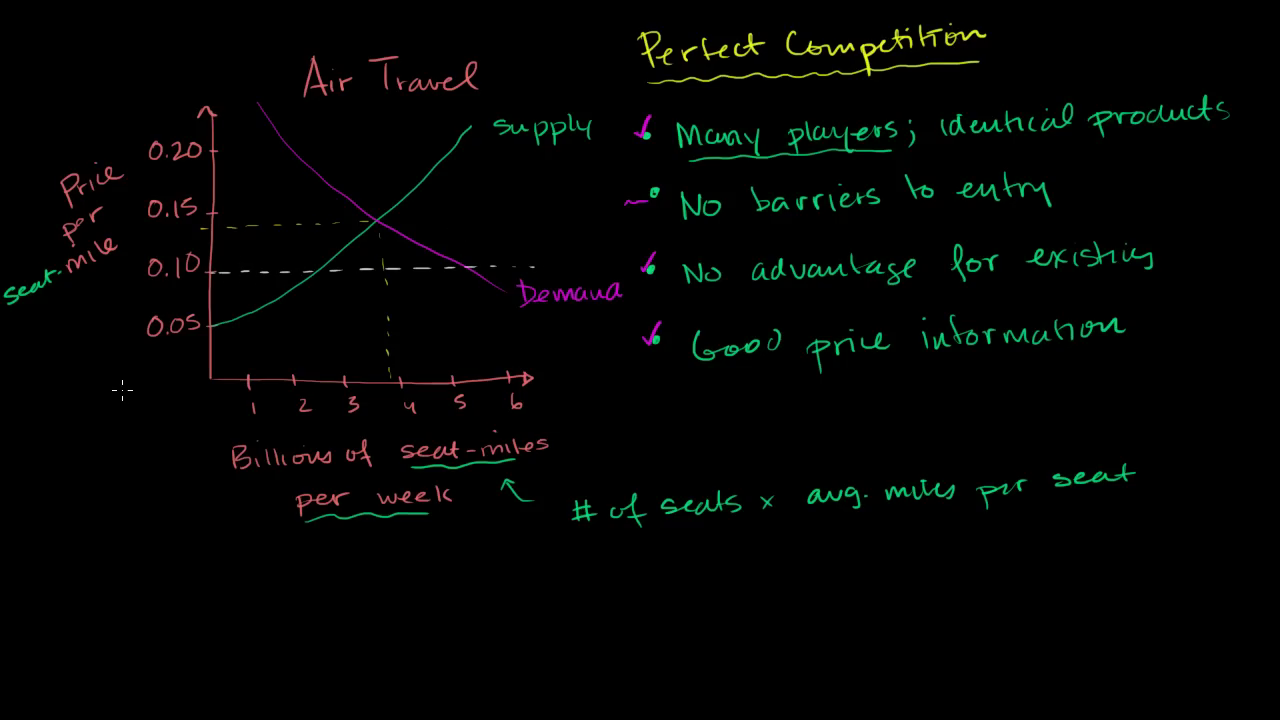 Perfect Competition
Air Travel
supply
Many players; identical products
0.20
Price
per
seat-mile
0.15
No barriers to entry
0.10
No advantage for existing
Demand
0.05
Good price information
1 2 3 4 5 6
Billions of seat-miles
per week
# of seats x avg. miles per seat